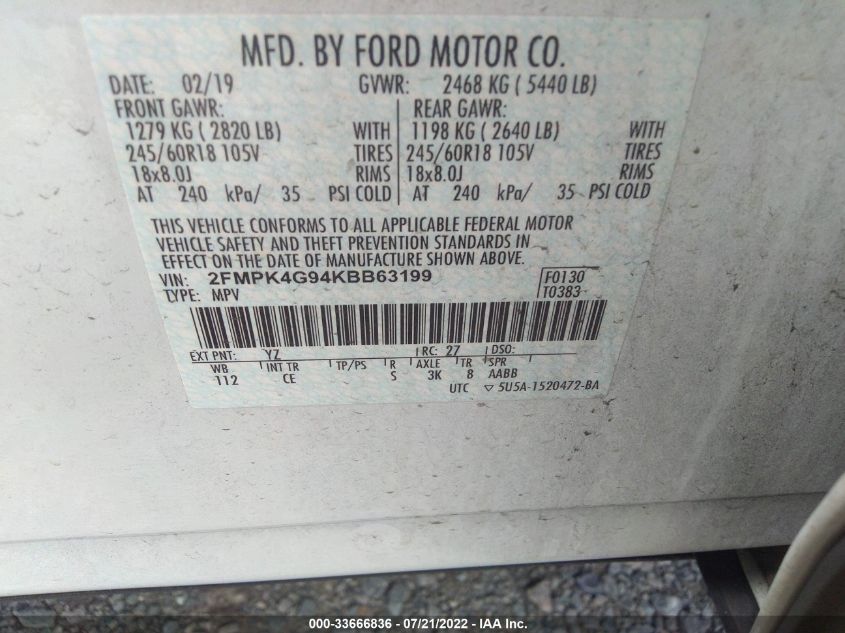 MFD. BY FORD MOTOR CO.
DATE: 02/19 GVWR: 2468 KG ( 5440 LB)
FRONT GAWR: REAR GAWR:
1279 KG ( 2820 LB) WITH 1198 KG ( 2640 LB) WITH
245/60R18 105V TIRES 245/60R18 105V TIRES
18x8.0J RIMS 18x8.0J RIMS
AT 240 kPa/ 35 PSI COLD AT 240 kPa/ 35 PSI COLD
THIS VEHICLE CONFORMS TO ALL APPLICABLE FEDERAL MOTOR
VEHICLE SAFETY AND THEFT PREVENTION STANDARDS IN
EFFECT ON THE DATE OF MANUFACTURE SHOWN ABOVE.
VIN: 2FMPK4G94KBB63199 F0130
TYPE: MPV T0383
EXT PNT: YZ RC: 27 DSO:
WB INT TR TP/PS R AXLE TR SPR
112 CE S 3K 8 AABB
UTC ▽ 5U5A-1520472-BA
000-33666836 - 07/21/2022 - IAA Inc.